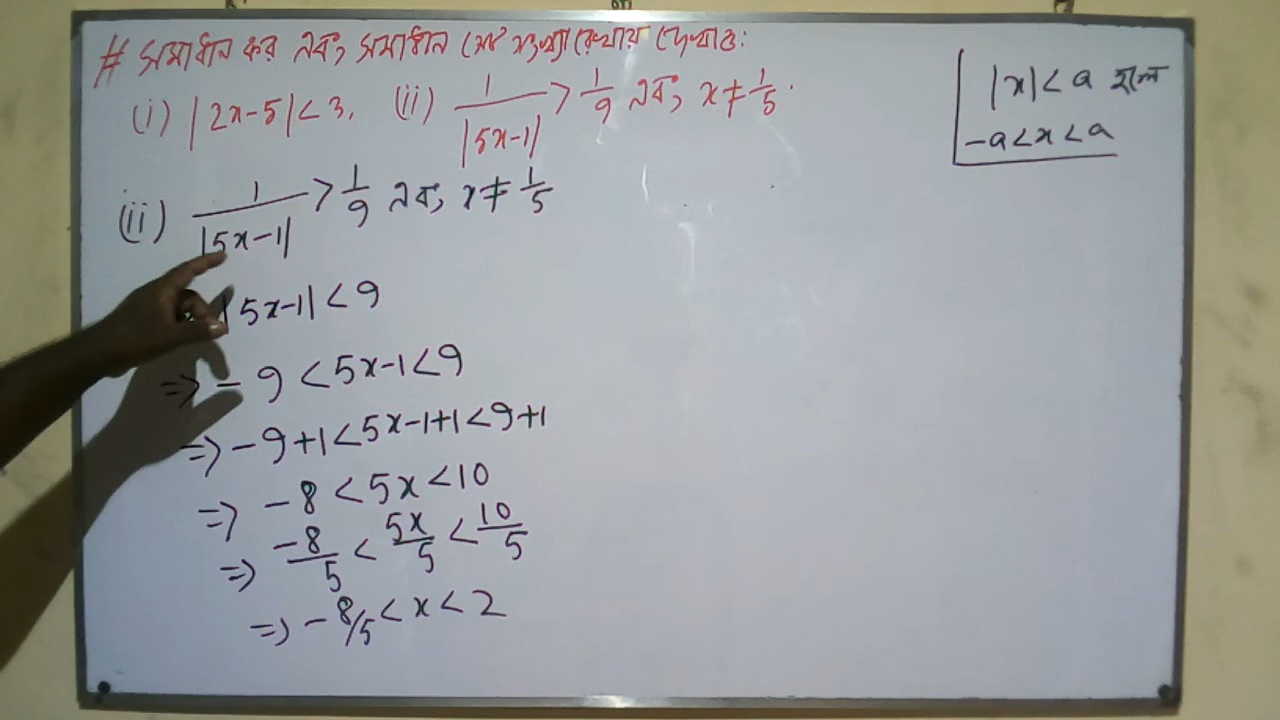 # সমাধান কর এবং সমাধান সেট সংখ্যারেখায় দেখাও:
(i) |2x-5|<3, (ii) 1/|5x-1| > 1/9 এবং x≠1/5.
|x|<a হলে
-a<x<a
(ii) 1/|5x-1| > 1/9 এবং x≠1/5
|5x-1|<9
=> -9<5x-1<9
=> -9+1<5x-1+1<9+1
=> -8<5x<10
=> -8/5 < 5x/5 < 10/5
=> -8/5<x<2